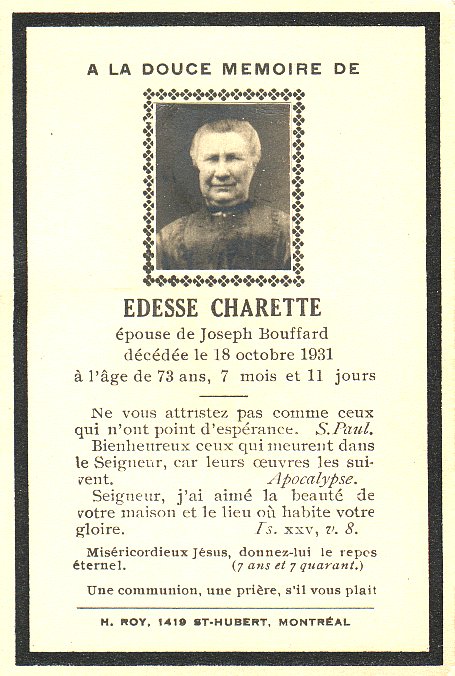 A LA DOUCE MEMOIRE DE
EDESSE CHARETTE
épouse de Joseph Bouffard
décédée le 18 octobre 1931
à l'âge de 73 ans, 7 mois et 11 jours
Ne vous attristez pas comme ceux
qui n'ont point d'espérance. S. Paul.
Bienheureux ceux qui meurent dans
le Seigneur, car leurs œuvres les sui-
vent. Apocalypse.
Seigneur, j'ai aimé la beauté de
votre maison et le lieu où habite votre
gloire. Is. xxv, v. 8.
Miséricordieux Jésus, donnez-lui le repos
éternel. (7 ans et 7 quarant.)
Une communion, une prière, s'il vous plait
H. ROY, 1419 ST-HUBERT, MONTRÉAL